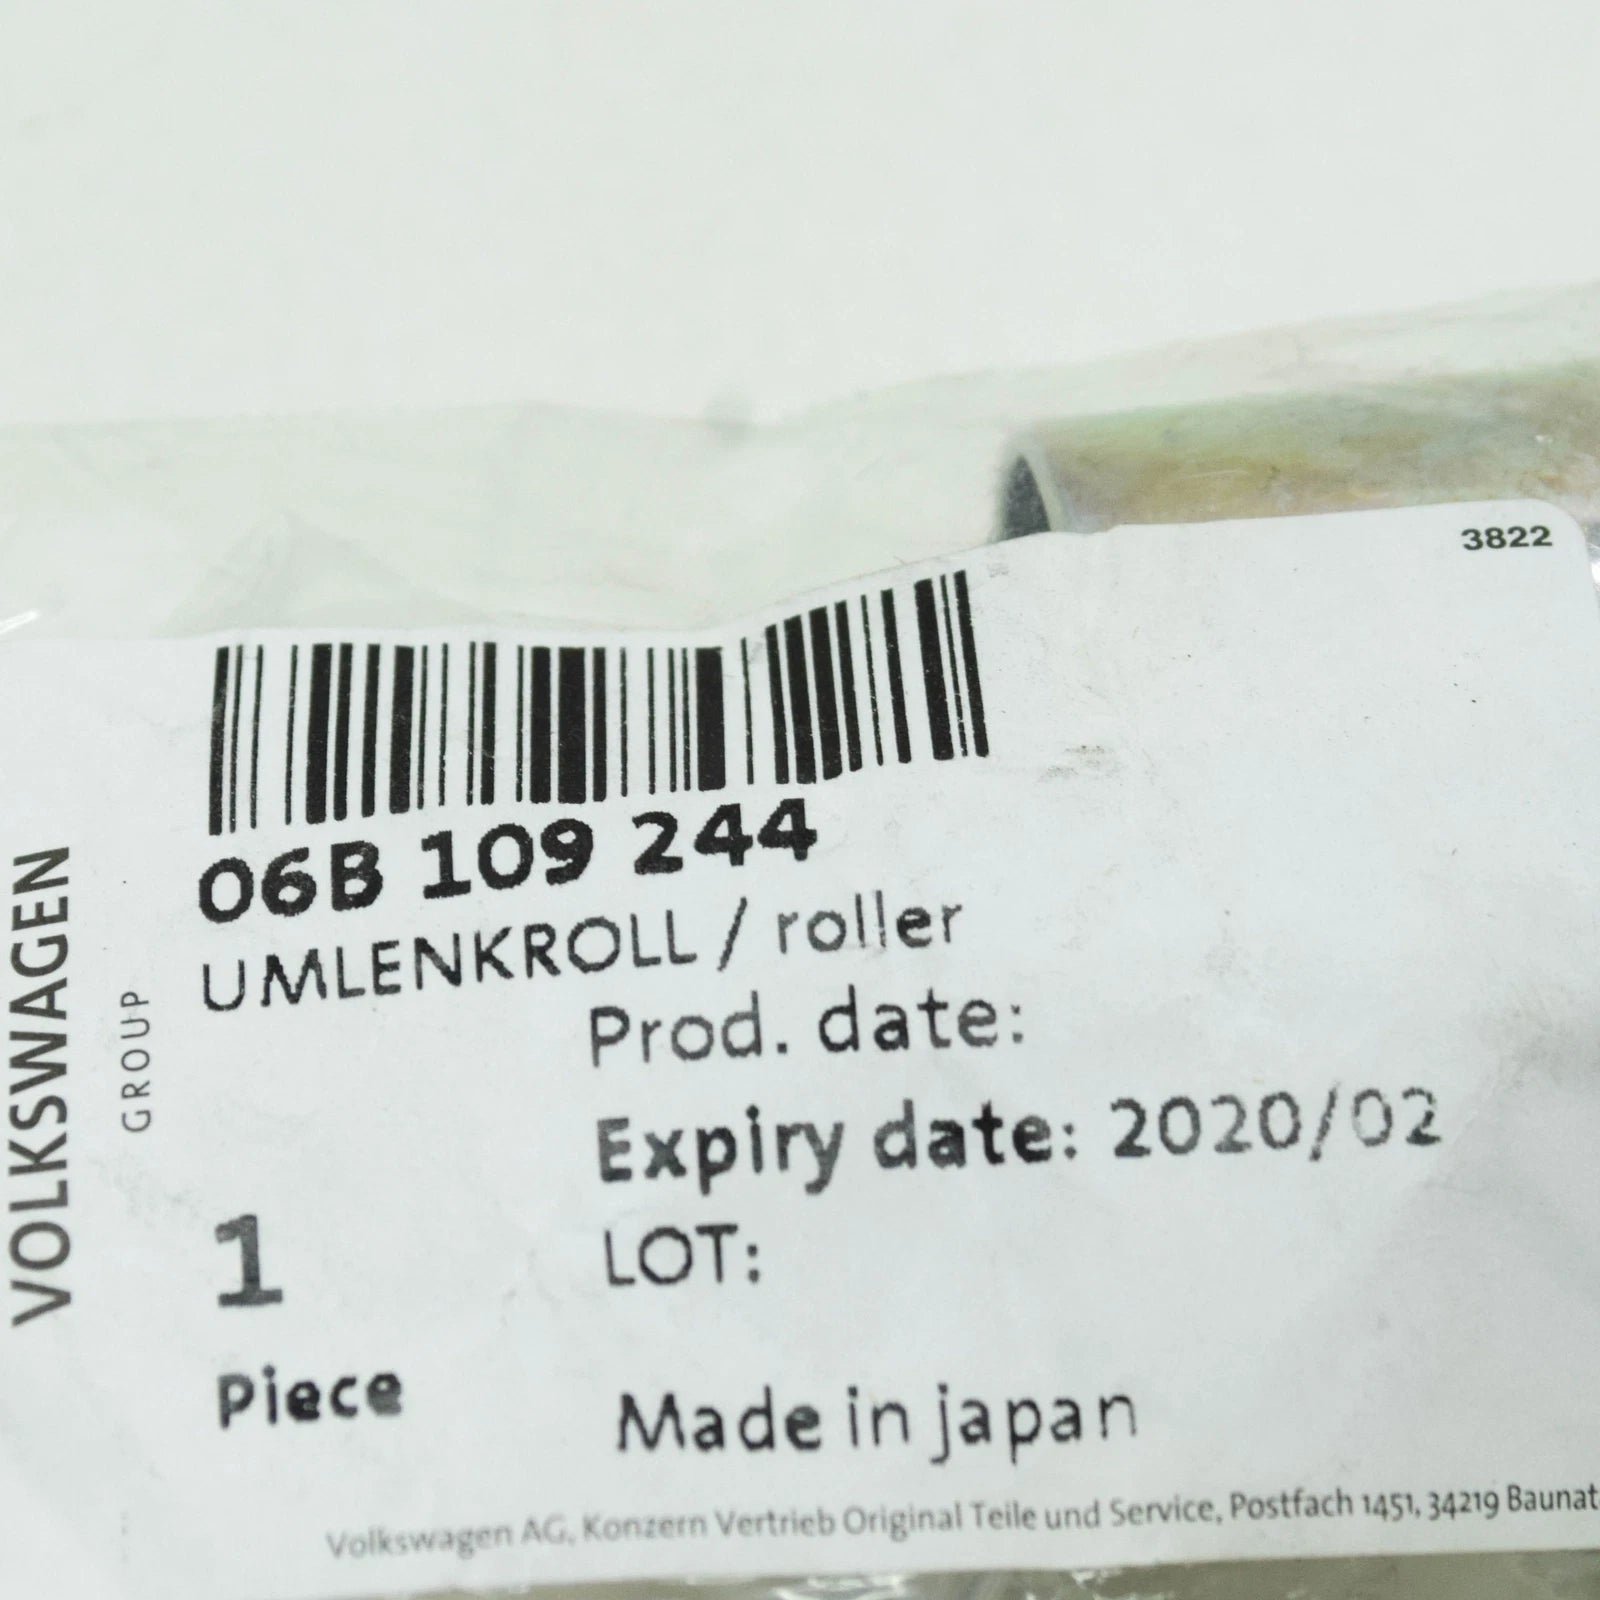 3822
06B 109 244
UMLENKROLL / roller
Prod. date:
Expiry date: 2020/02
LOT:
1
Piece
Made in japan
Volkswagen AG, Konzern Vertrieb Original Teile und Service, Postfach 1451, 34219 Baunat
VOLKSWAGEN
GROUP